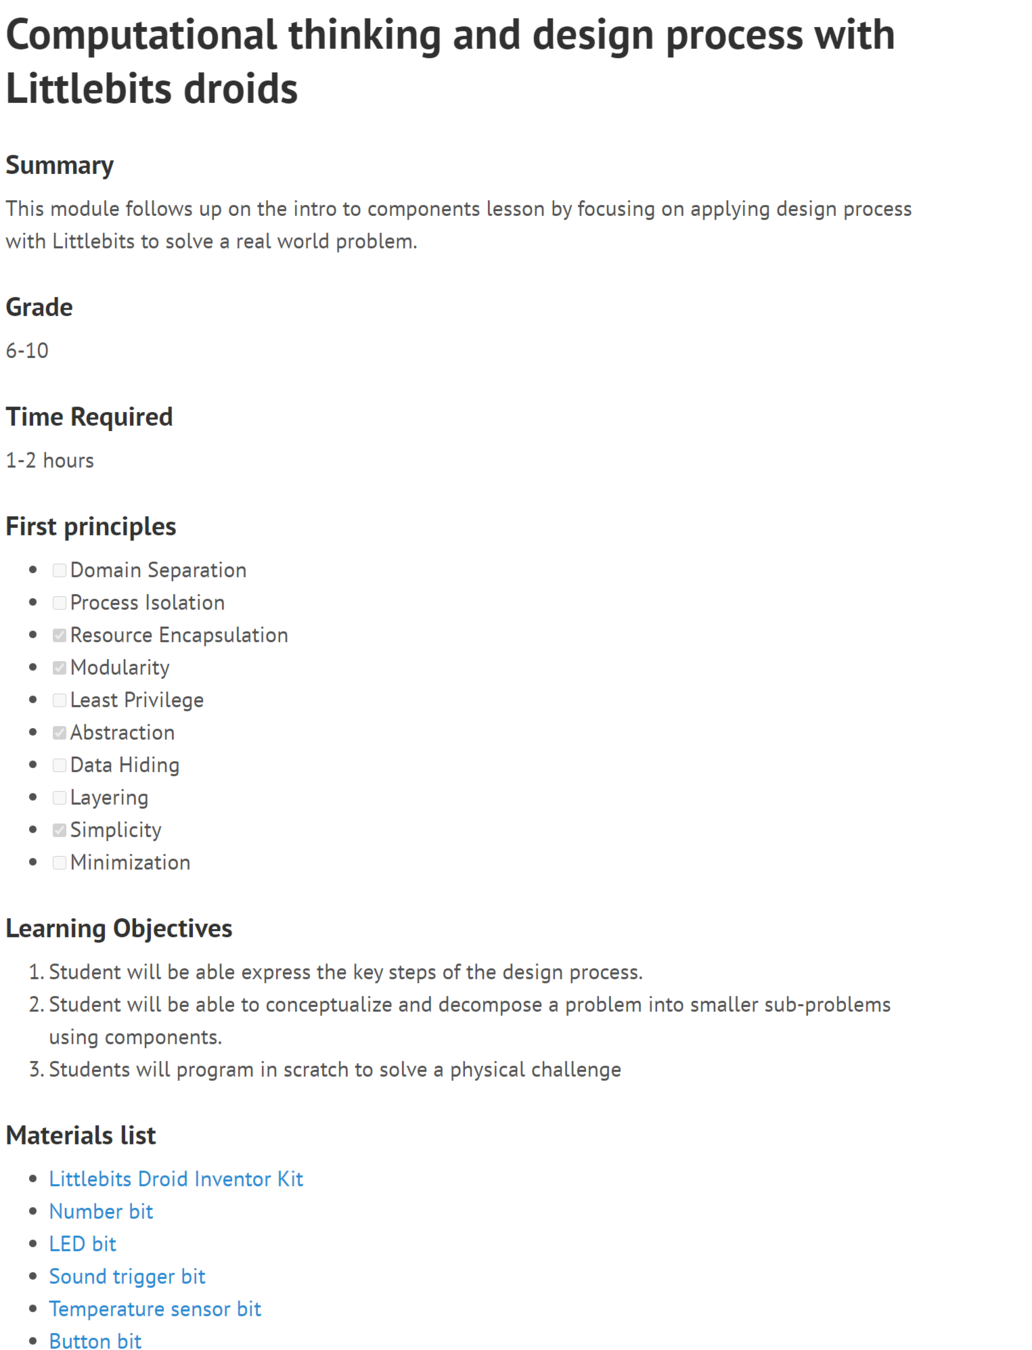 Computational thinking and design process with
Littlebits droids
Summary
This module follows up on the intro to components lesson by focusing on applying design process
with Littlebits to solve a real world problem.
Grade
6-10
Time Required
1-2 hours
First principles
Domain Separation
Process Isolation
Resource Encapsulation
Modularity
Least Privilege
Abstraction
Data Hiding
Layering
Simplicity
Minimization
Learning Objectives
1. Student will be able express the key steps of the design process.
2. Student will be able to conceptualize and decompose a problem into smaller sub-problems
using components.
3. Students will program in scratch to solve a physical challenge
Materials list
Littlebits Droid Inventor Kit
Number bit
LED bit
Sound trigger bit
Temperature sensor bit
Button bit